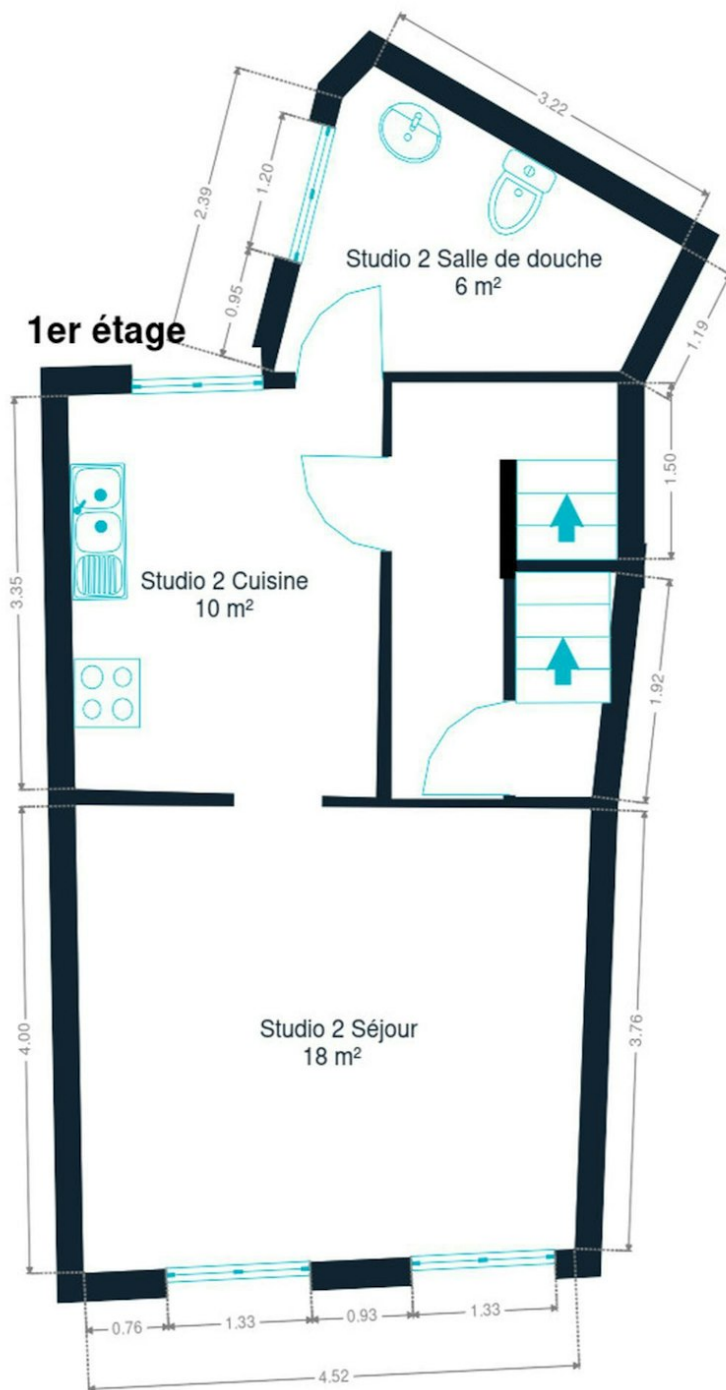 3.22
1.20
2.39
Studio 2 Salle de douche
6 m²
0.95
1.19
1er étage
1.50
3.35
Studio 2 Cuisine
10 m²
1.92
4.00
3.76
Studio 2 Séjour
18 m²
0.76
1.33
0.93
1.33
4.52